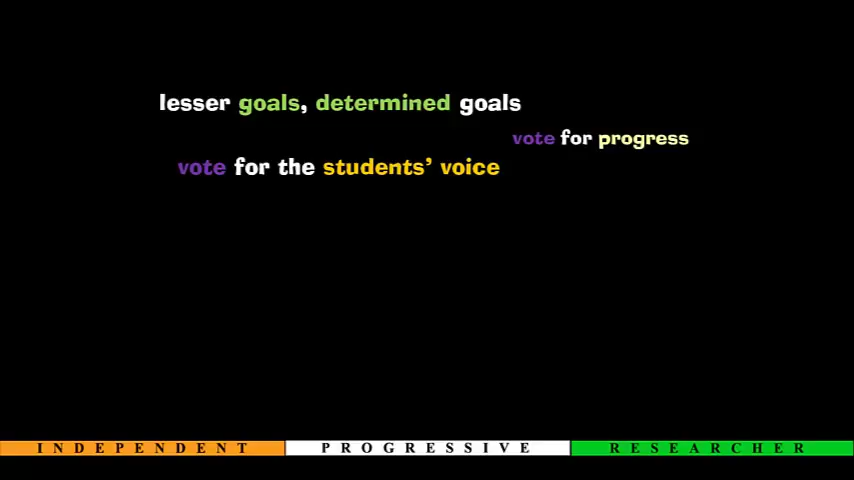 lesser goals, determined goals
vote for progress
vote for the students’ voice
INDEPENDENT PROGRESSIVE RESEARCHER